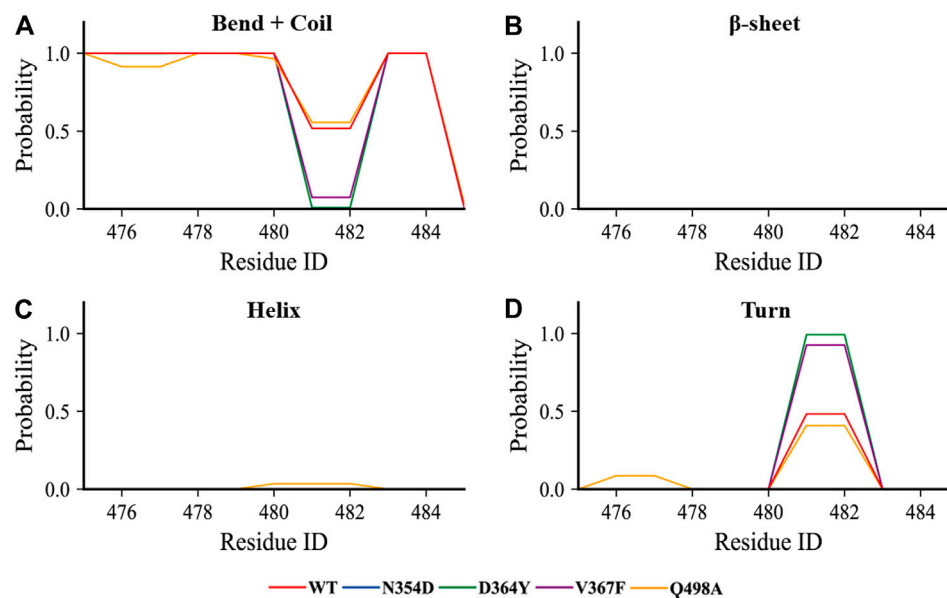 A
Bend + Coil
Probability
1.0
0.5
0.0
476 478 480 482 484
Residue ID
B
β-sheet
Probability
1.0
0.5
0.0
476 478 480 482 484
Residue ID
C
Helix
Probability
1.0
0.5
0.0
476 478 480 482 484
Residue ID
D
Turn
Probability
1.0
0.5
0.0
476 478 480 482 484
Residue ID
WT N354D D364Y V367F Q498A